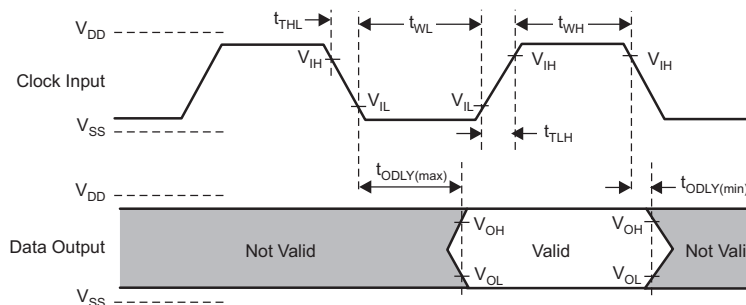 t_THL
t_WL
t_WH
V_DD
V_IH
V_IH
V_IH
Clock Input
V_IL
V_IL
V_SS
t_TLH
t_ODLY(max)
t_ODLY(min)
V_DD
V_OH
V_OH
Data Output
Not Valid
Valid
Not Vali
V_OL
V_OL
V_SS